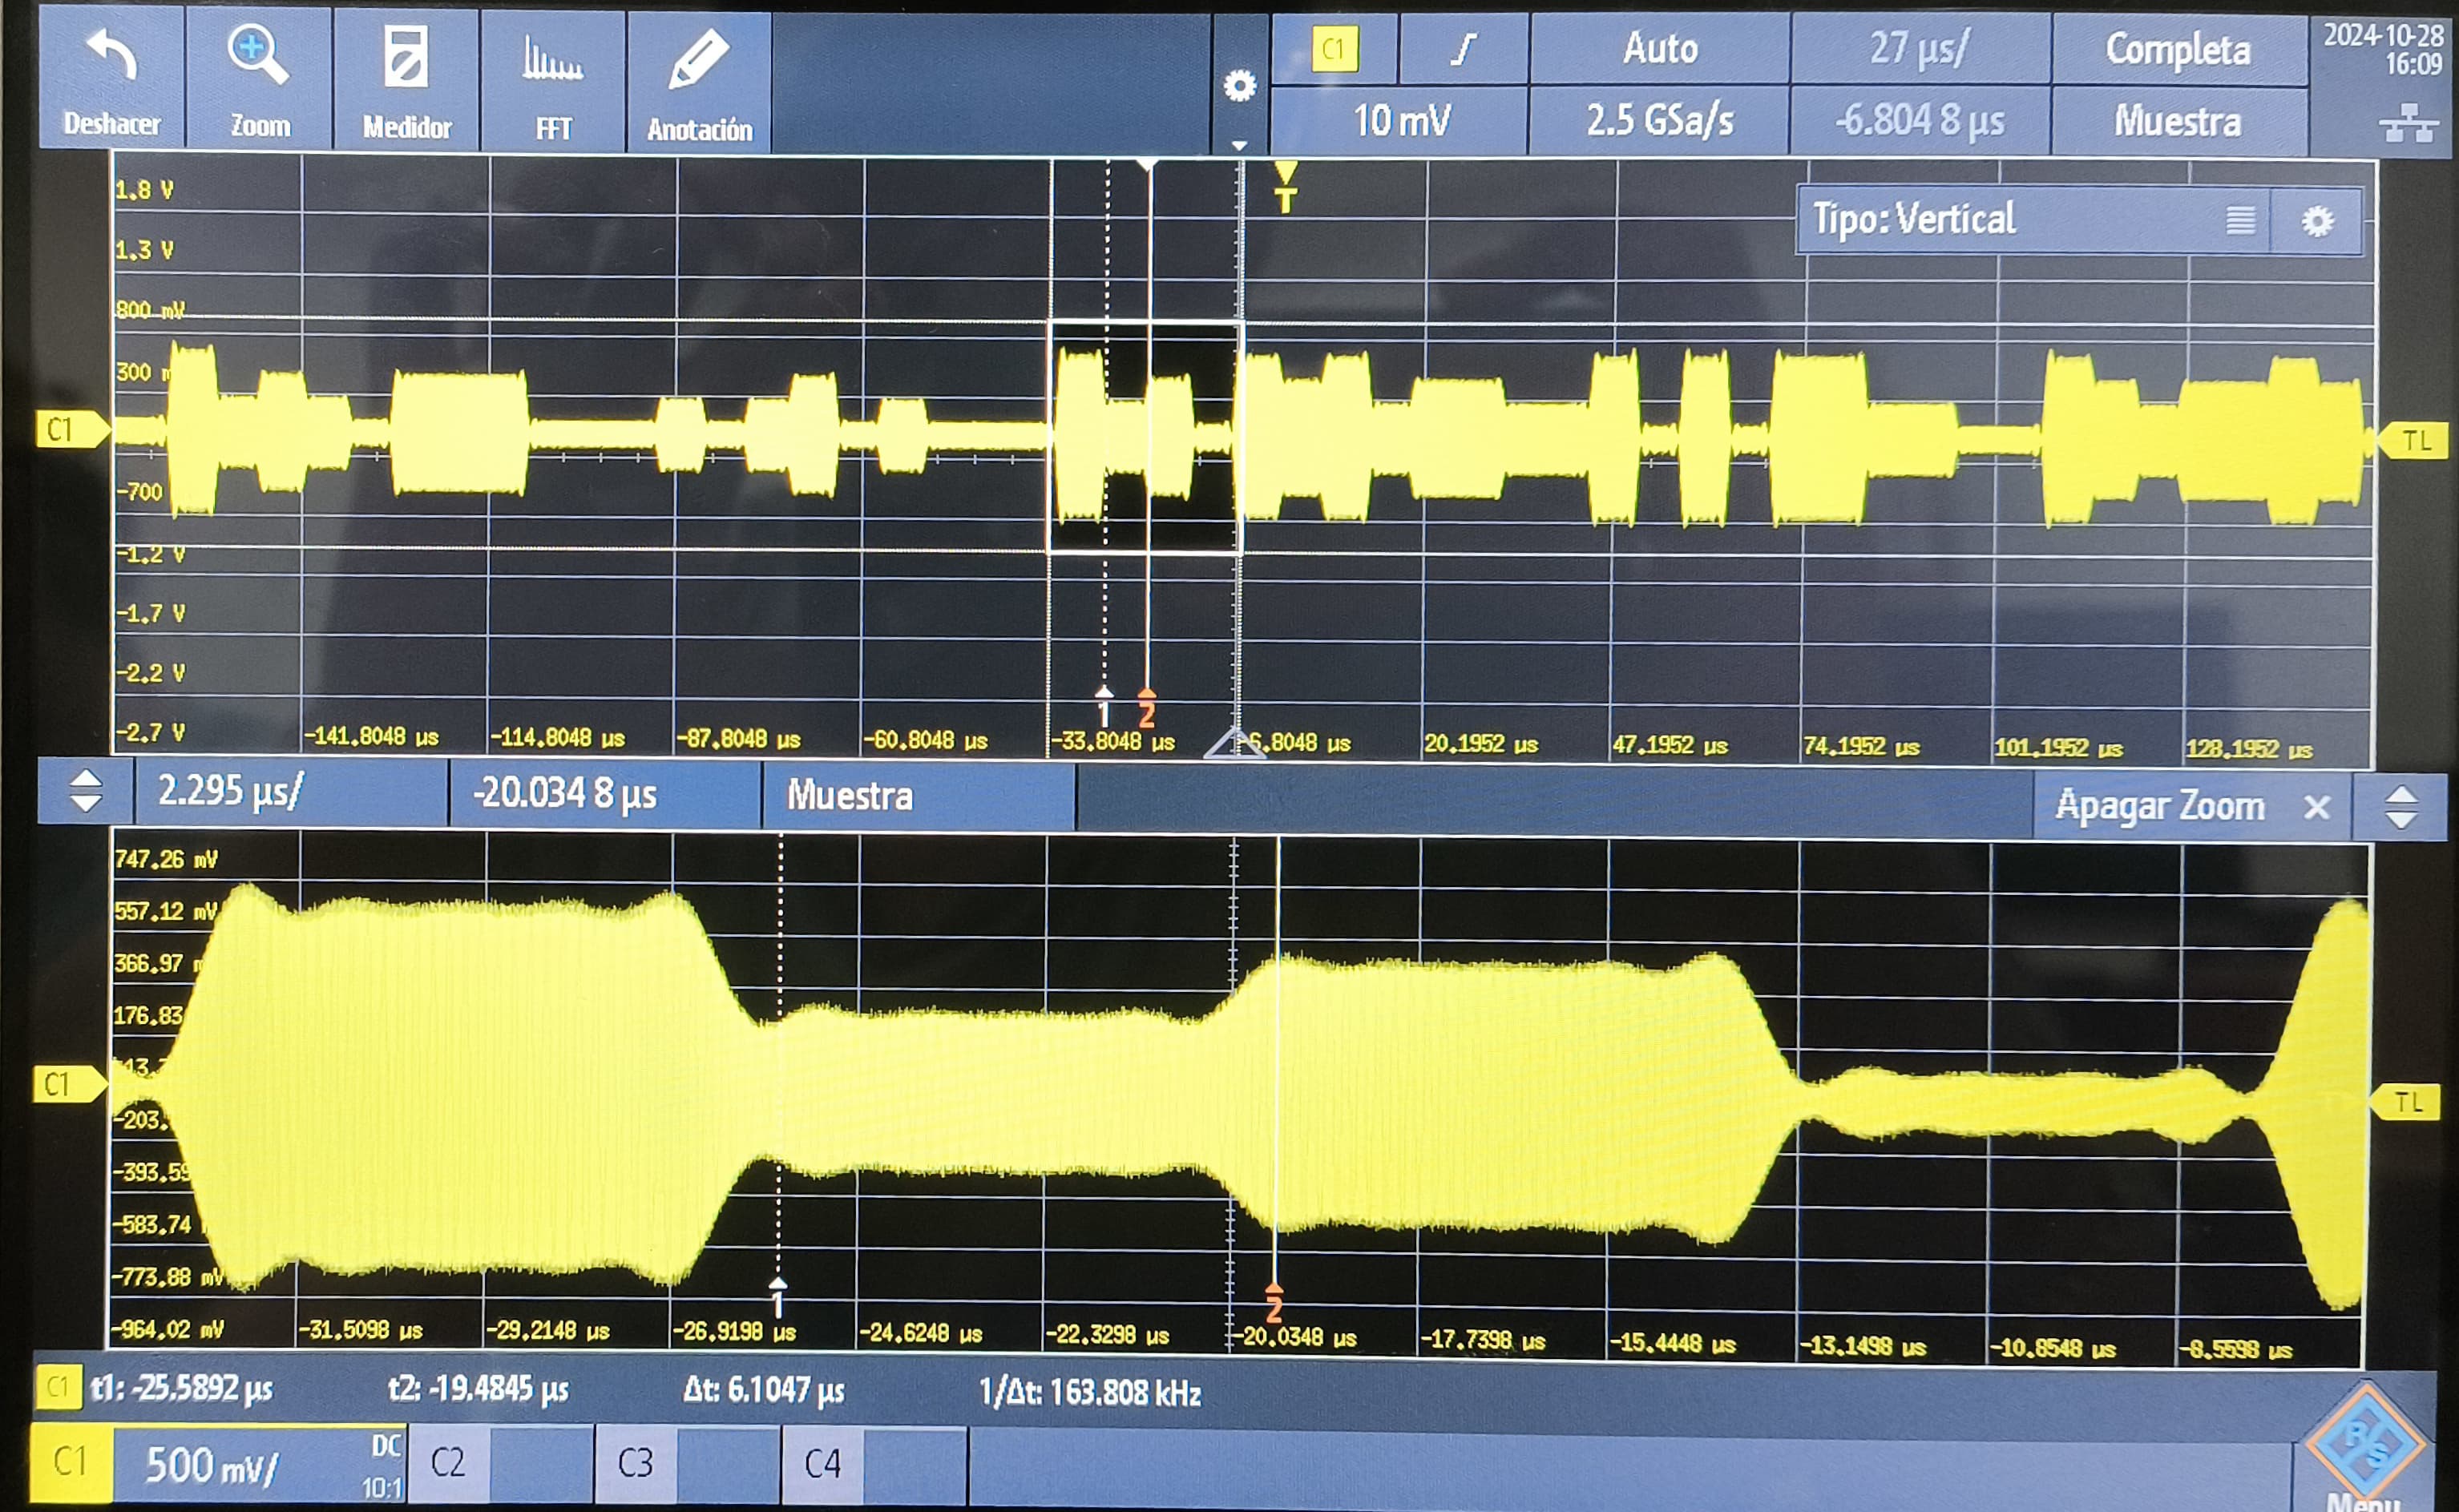 Deshacer Zoom Medidor FFT Anotación
C1 Auto 27 µs/ Completa
10 mV 2.5 GSa/s -6.804 8 µs Muestra
2024-10-28
16:09
T
Tipo: Vertical
1.8 V
1.3 V
800 mV
300 m
C1
TL
-700
-1.2 V
-1.7 V
-2.2 V
1 2
-2.7 V -141.8048 µs -114.8048 µs -87.8048 µs -60.8048 µs -33.8048 µs -6.8048 µs 20.1952 µs 47.1952 µs 74.1952 µs 101.1952 µs 128.1952 µs
2.295 µs/ -20.034 8 µs Muestra Apagar Zoom ×
747.26 mV
557.12 mV
366.97 m
176.83
C1
TL
-203.
-393.59
-583.74
-773.88 mV
1 2
-964.02 mV -31.5098 µs -29.2148 µs -26.9198 µs -24.6248 µs -22.3298 µs -20.0348 µs -17.7398 µs -15.4448 µs -13.1498 µs -10.8548 µs -8.5598 µs
C1 t1: -25.5892 µs t2: -19.4845 µs Δt: 6.1047 µs 1/Δt: 163.808 kHz
C1 500 mV/ DC 10:1 C2 C3 C4
R/S
Menu